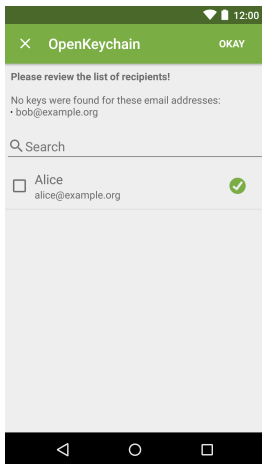 12:00
OpenKeychain OKAY
Please review the list of recipients!
No keys were found for these email addresses:
• bob@example.org
Search
Alice
alice@example.org